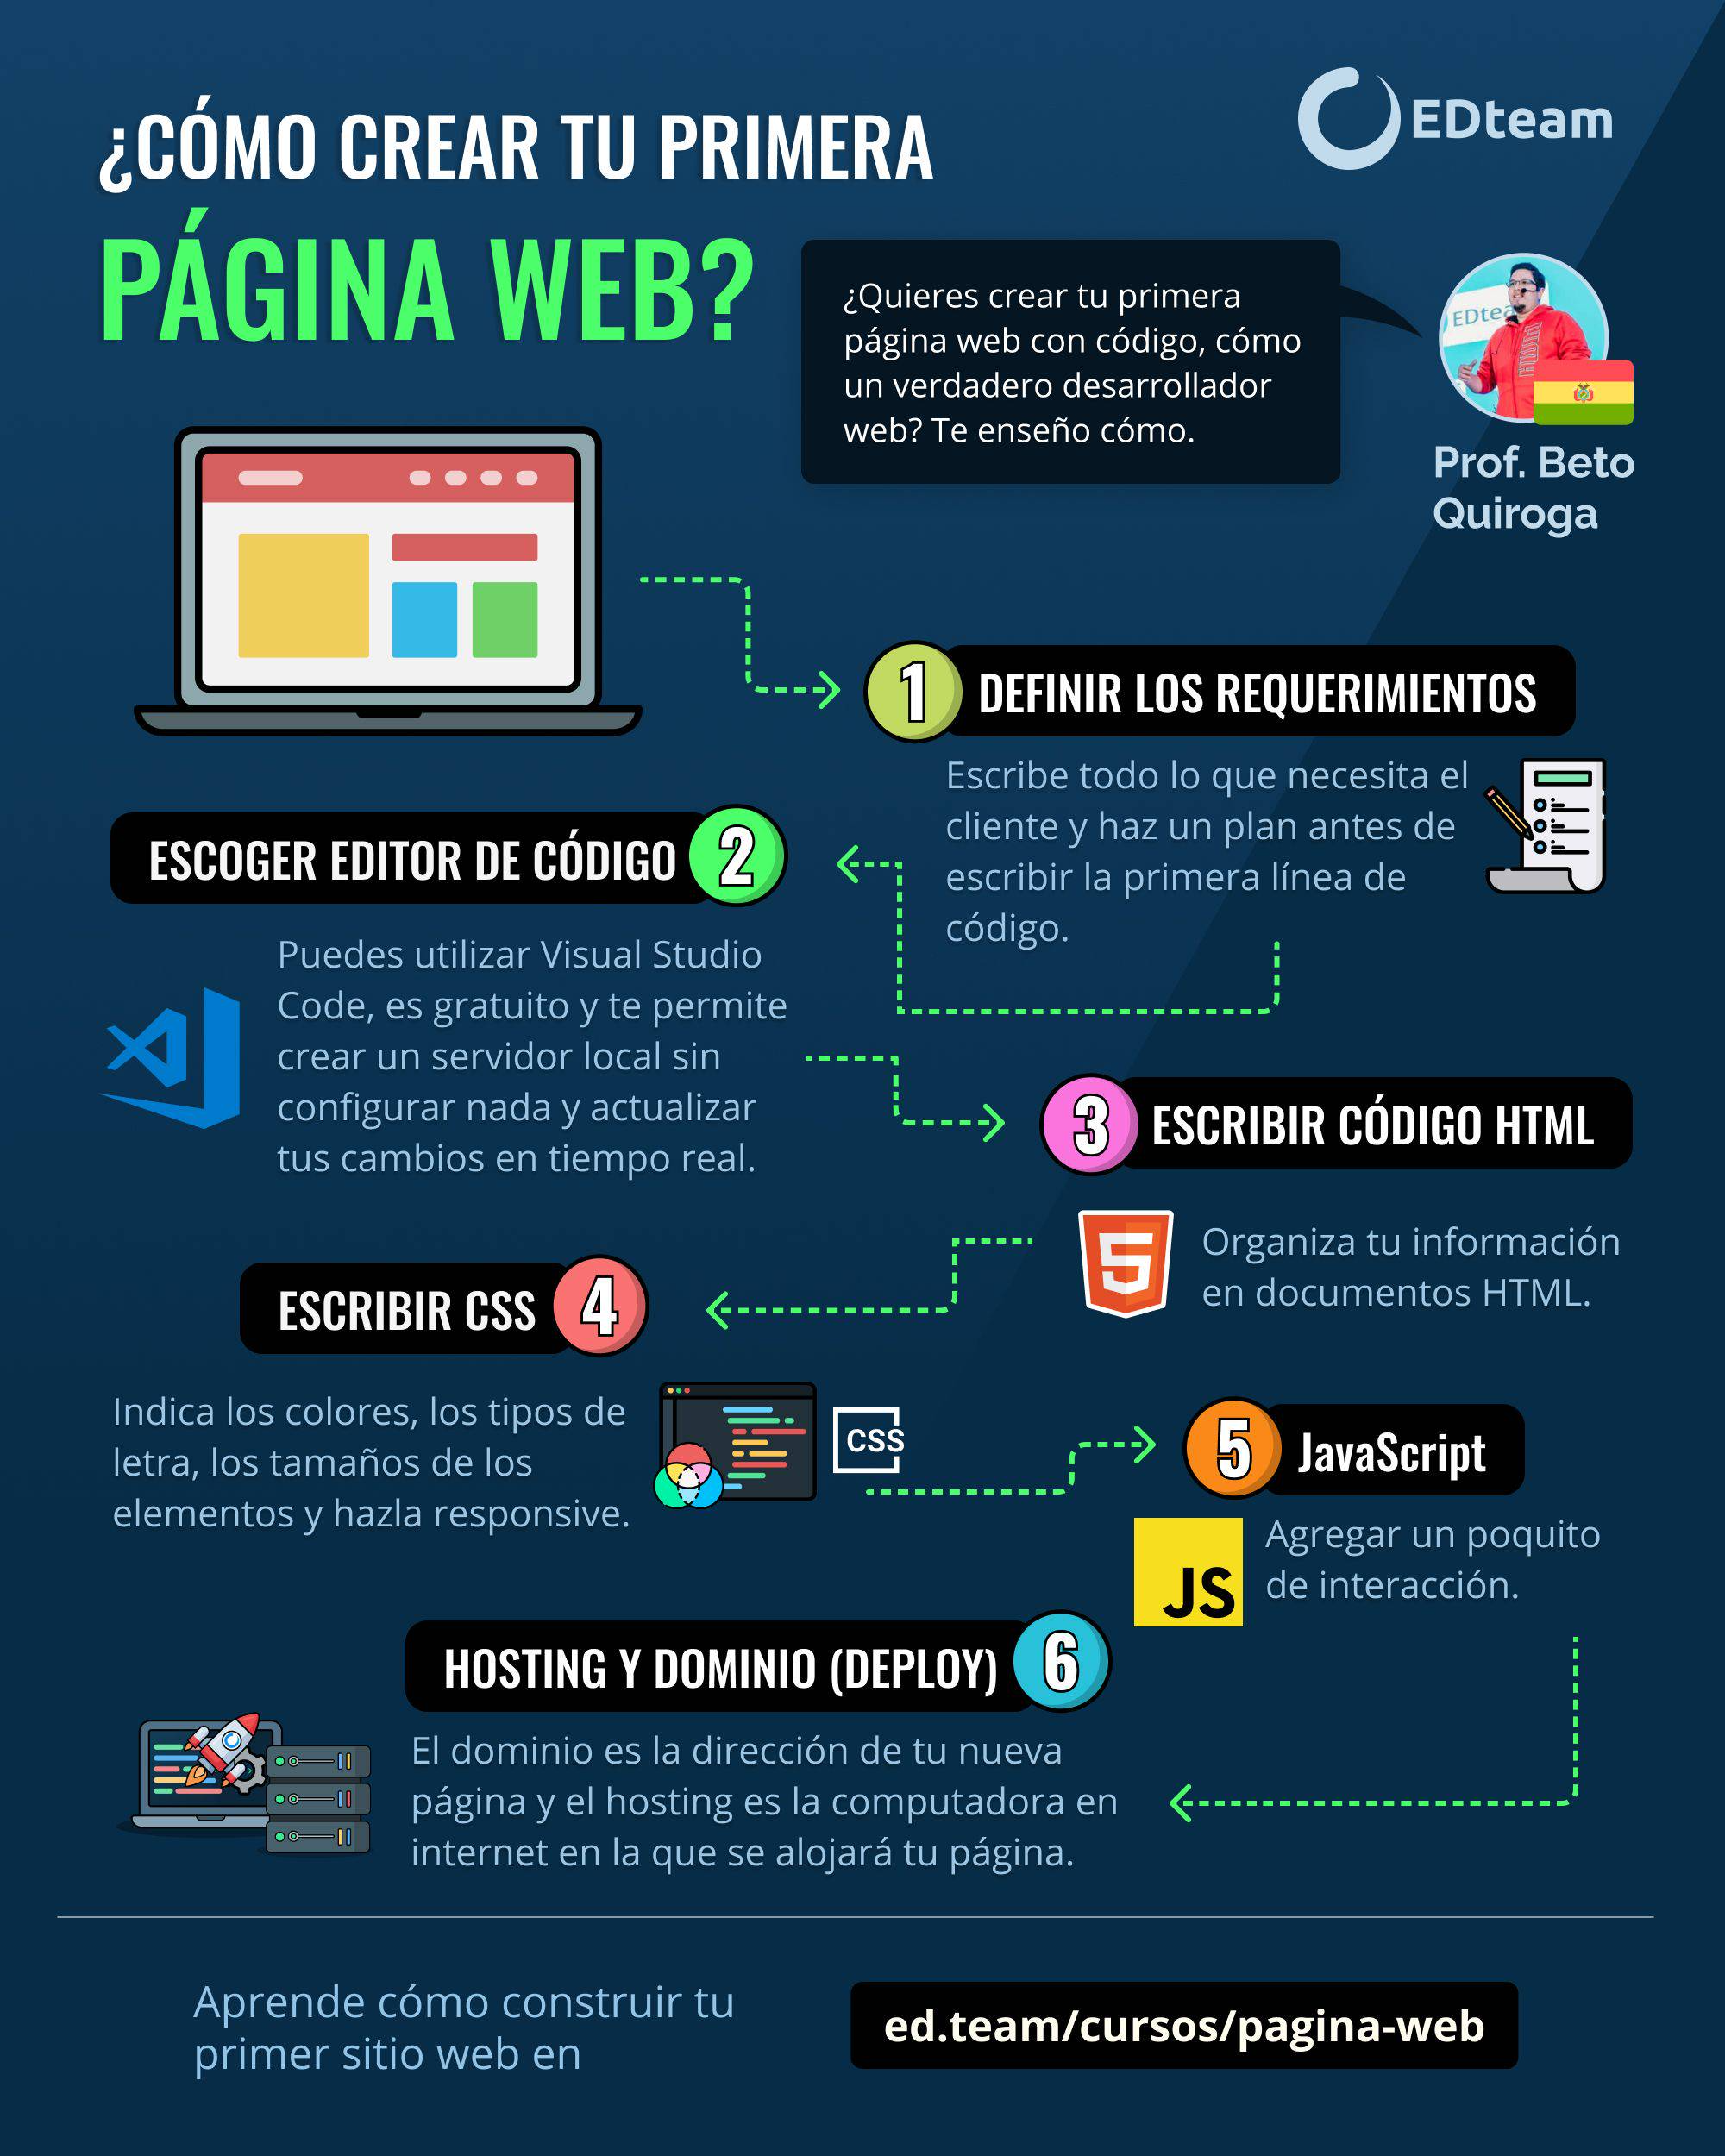 ¿CÓMO CREAR TU PRIMERA
PÁGINA WEB?
EDteam
¿Quieres crear tu primera
página web con código, cómo
un verdadero desarrollador
web? Te enseño cómo.
EDtea
Prof. Beto
Quiroga
1 DEFINIR LOS REQUERIMIENTOS
Escribe todo lo que necesita el
cliente y haz un plan antes de
escribir la primera línea de
código.
ESCOGER EDITOR DE CÓDIGO 2
Puedes utilizar Visual Studio
Code, es gratuito y te permite
crear un servidor local sin
configurar nada y actualizar
tus cambios en tiempo real.
3 ESCRIBIR CÓDIGO HTML
5
Organiza tu información
en documentos HTML.
ESCRIBIR CSS 4
Indica los colores, los tipos de
letra, los tamaños de los
elementos y hazla responsive.
CSS
5 JavaScript
JS
Agregar un poquito
de interacción.
HOSTING Y DOMINIO (DEPLOY) 6
El dominio es la dirección de tu nueva
página y el hosting es la computadora en
internet en la que se alojará tu página.
Aprende cómo construir tu
primer sitio web en
ed.team/cursos/pagina-web